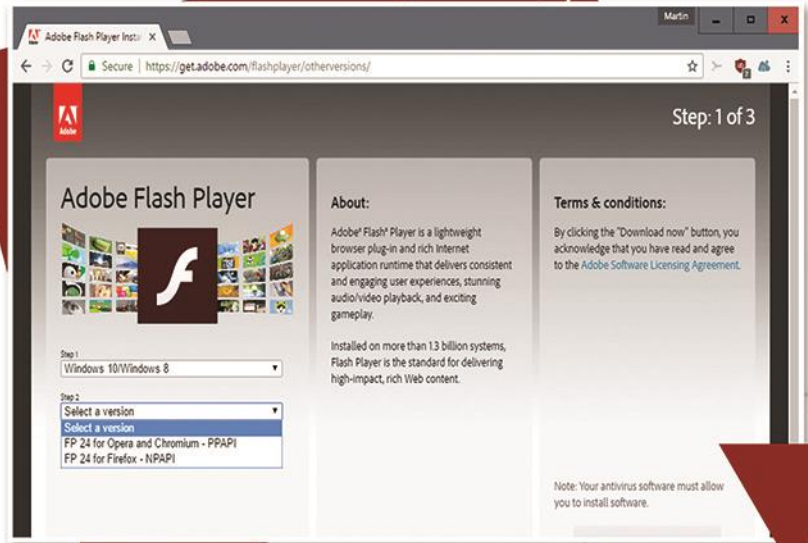 Martin
Adobe Flash Player Insta
Secure | https://get.adobe.com/flashplayer/otherversions/
Adobe
Step: 1 of 3
Adobe Flash Player
Step 1
Windows 10/Windows 8
Step 2
Select a version
Select a version
FP 24 for Opera and Chromium - PPAPI
FP 24 for Firefox - NPAPI
About:
Adobe® Flash® Player is a lightweight
browser plug-in and rich Internet
application runtime that delivers consistent
and engaging user experiences, stunning
audio/video playback, and exciting
gameplay.
Installed on more than 1.3 billion systems,
Flash Player is the standard for delivering
high-impact, rich Web content.
Terms & conditions:
By clicking the "Download now" button, you
acknowledge that you have read and agree
to the Adobe Software Licensing Agreement.
Note: Your antivirus software must allow
you to install software.